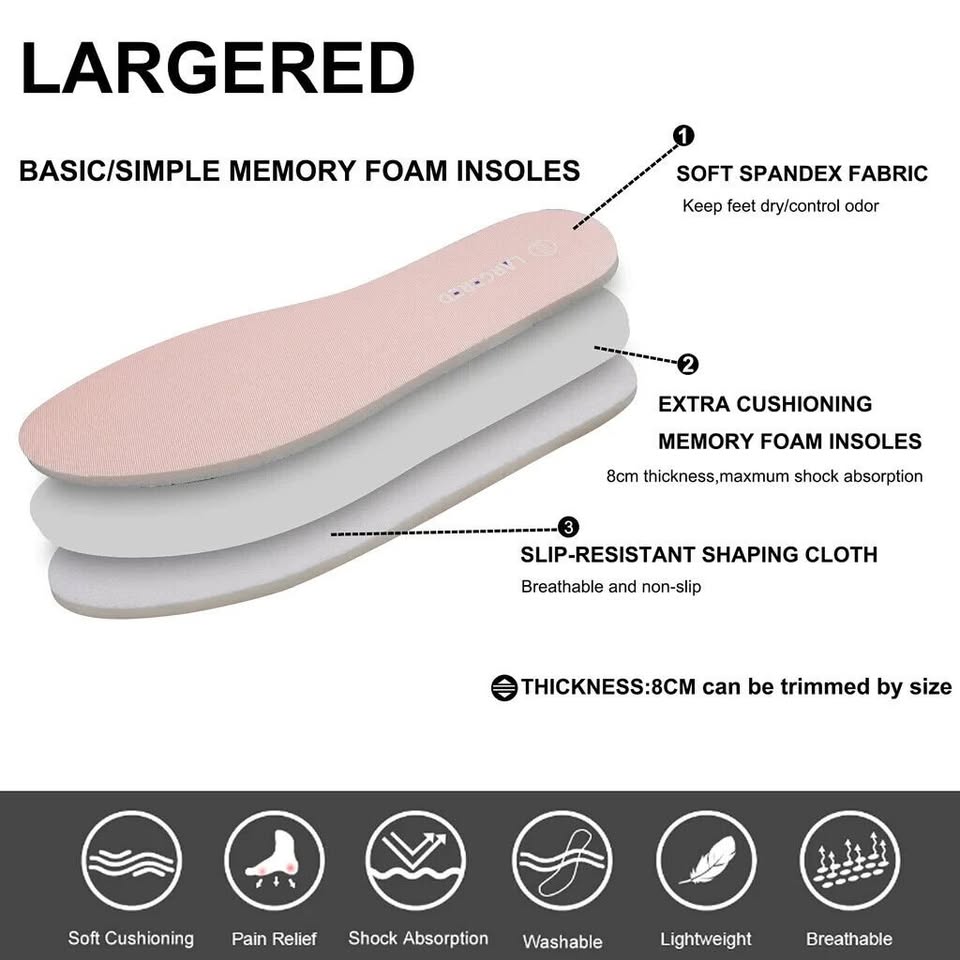 LARGERED
BASIC/SIMPLE MEMORY FOAM INSOLES
1
SOFT SPANDEX FABRIC
Keep feet dry/control odor
LARGERED
2
EXTRA CUSHIONING
MEMORY FOAM INSOLES
8cm thickness,maxmum shock absorption
3
SLIP-RESISTANT SHAPING CLOTH
Breathable and non-slip
THICKNESS:8CM can be trimmed by size
Soft Cushioning
Pain Relief
Shock Absorption
Washable
Lightweight
Breathable